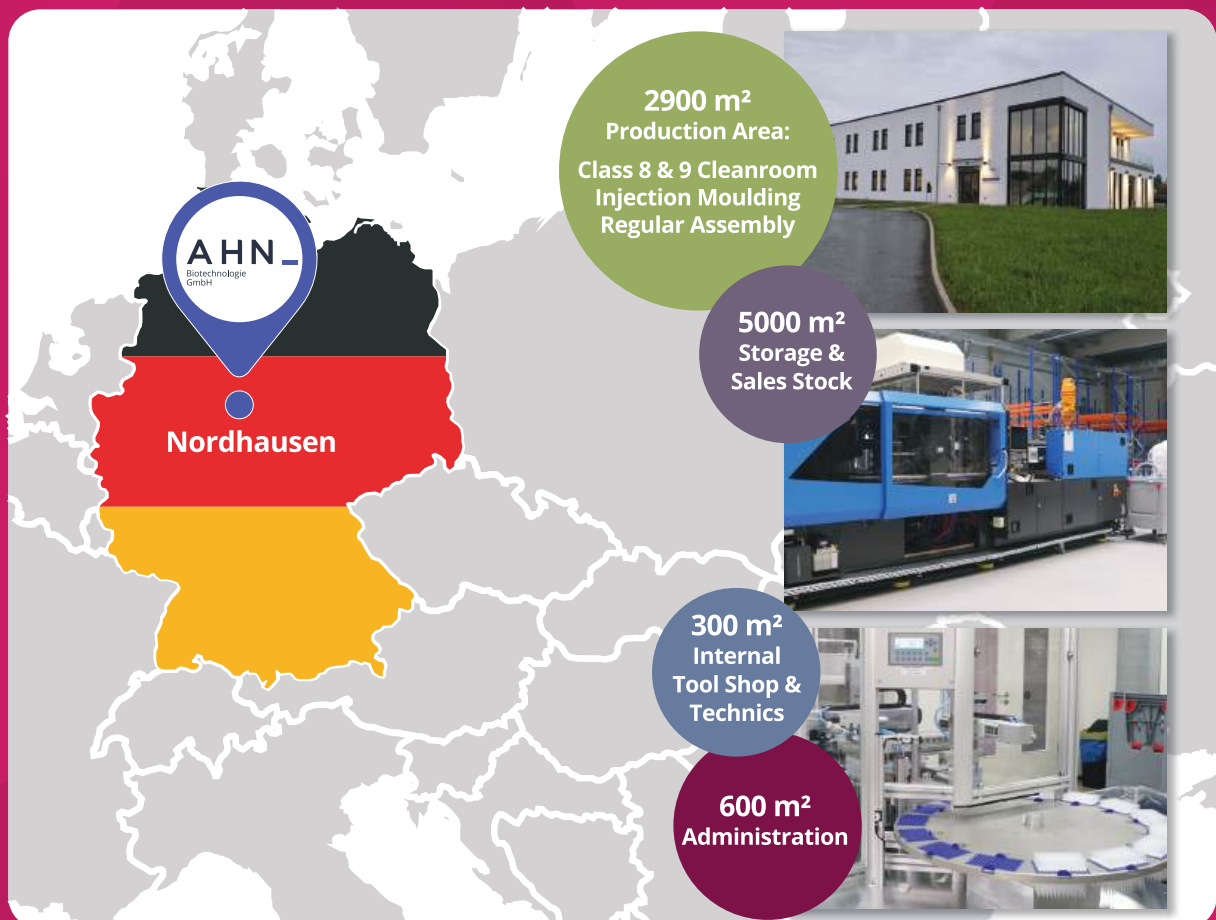 AHN_
Biotechnologie
GmbH
Nordhausen
2900 m²
Production Area:
Class 8 & 9 Cleanroom
Injection Moulding
Regular Assembly
5000 m²
Storage &
Sales Stock
300 m²
Internal
Tool Shop &
Technics
600 m²
Administration